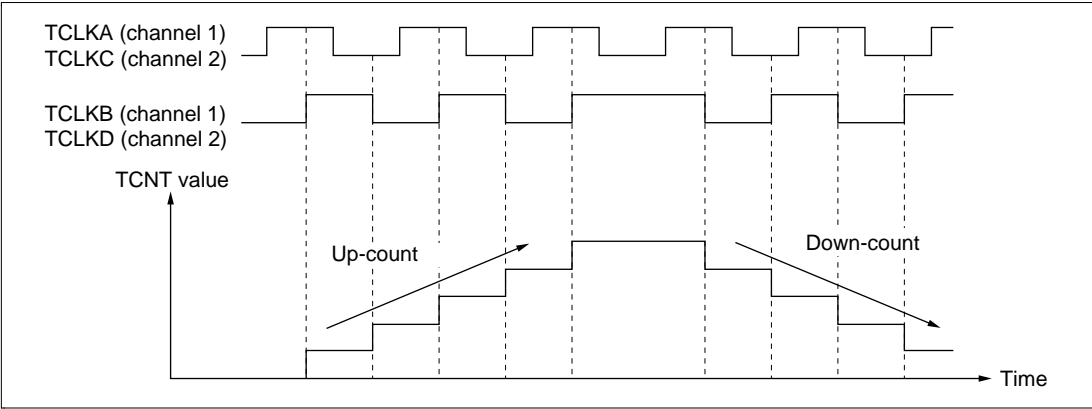 TCLKA (channel 1)
TCLKC (channel 2)
TCLKB (channel 1)
TCLKD (channel 2)
TCNT value
Up-count
Down-count
Time